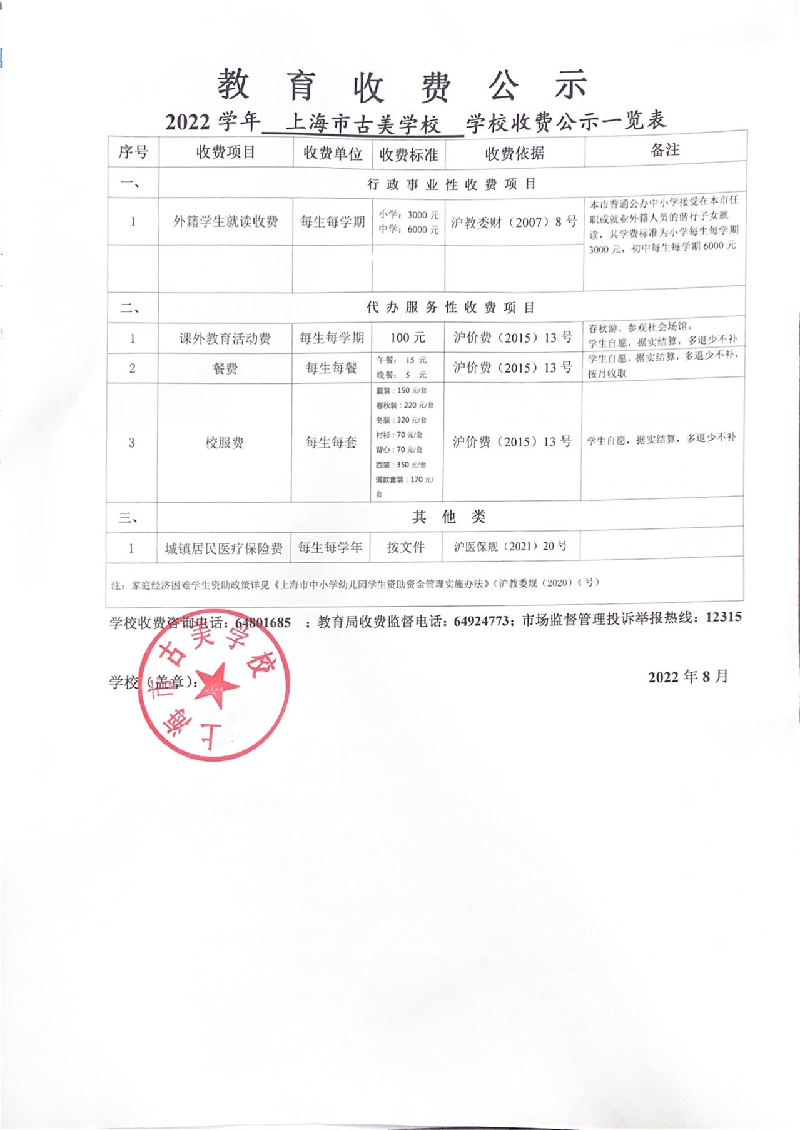 教育收费公示
2022 学年 上海市古美学校 学校收费公示一览表
序号 收费项目 收费单位 收费标准 收费依据 备注
一、 行政事业性收费项目
1 外籍学生就读收费 每生每学期 小学：3000 元 中学：6000 元 沪教委财（2007）8 号
本市普通公办中小学接受在本市任
职或就业外籍人员的偕行子女就
读，其学费标准为小学每生每学期
3000 元，初中每生每学期 6000 元
二、 代办服务性收费项目
1 课外教育活动费 每生每学期 100 元 沪价费（2015）13 号
春秋游、参观社会场馆，
学生自愿，据实结算，多退少不补
2 餐费 每生每餐 午餐： 15 元 晚餐： 5 元 沪价费（2015）13 号
学生自愿，据实结算，多退少不补，
按月收取
3 校服费 每生每套
夏装：150 元/套
春秋装：220 元/套
冬装：320 元/套
衬衫：70 元/套
背心：70 元/套
西装：350 元/套
薄款套装：170 元/
套
沪价费（2015）13 号 学生自愿，据实结算，多退少不补
三、 其他类
1 城镇居民医疗保险费 每生每学年 按文件 沪医保规（2021）20 号
注：家庭经济困难学生资助政策详见《上海市中小学幼儿园学生资助资金管理实施办法》（沪教委规（2020）4 号）
学校收费咨询电话：64801685 ；教育局收费监督电话：64924773；市场监督管理投诉举报热线：12315
学校（盖章）：
2022 年 8 月
上海市古美学校